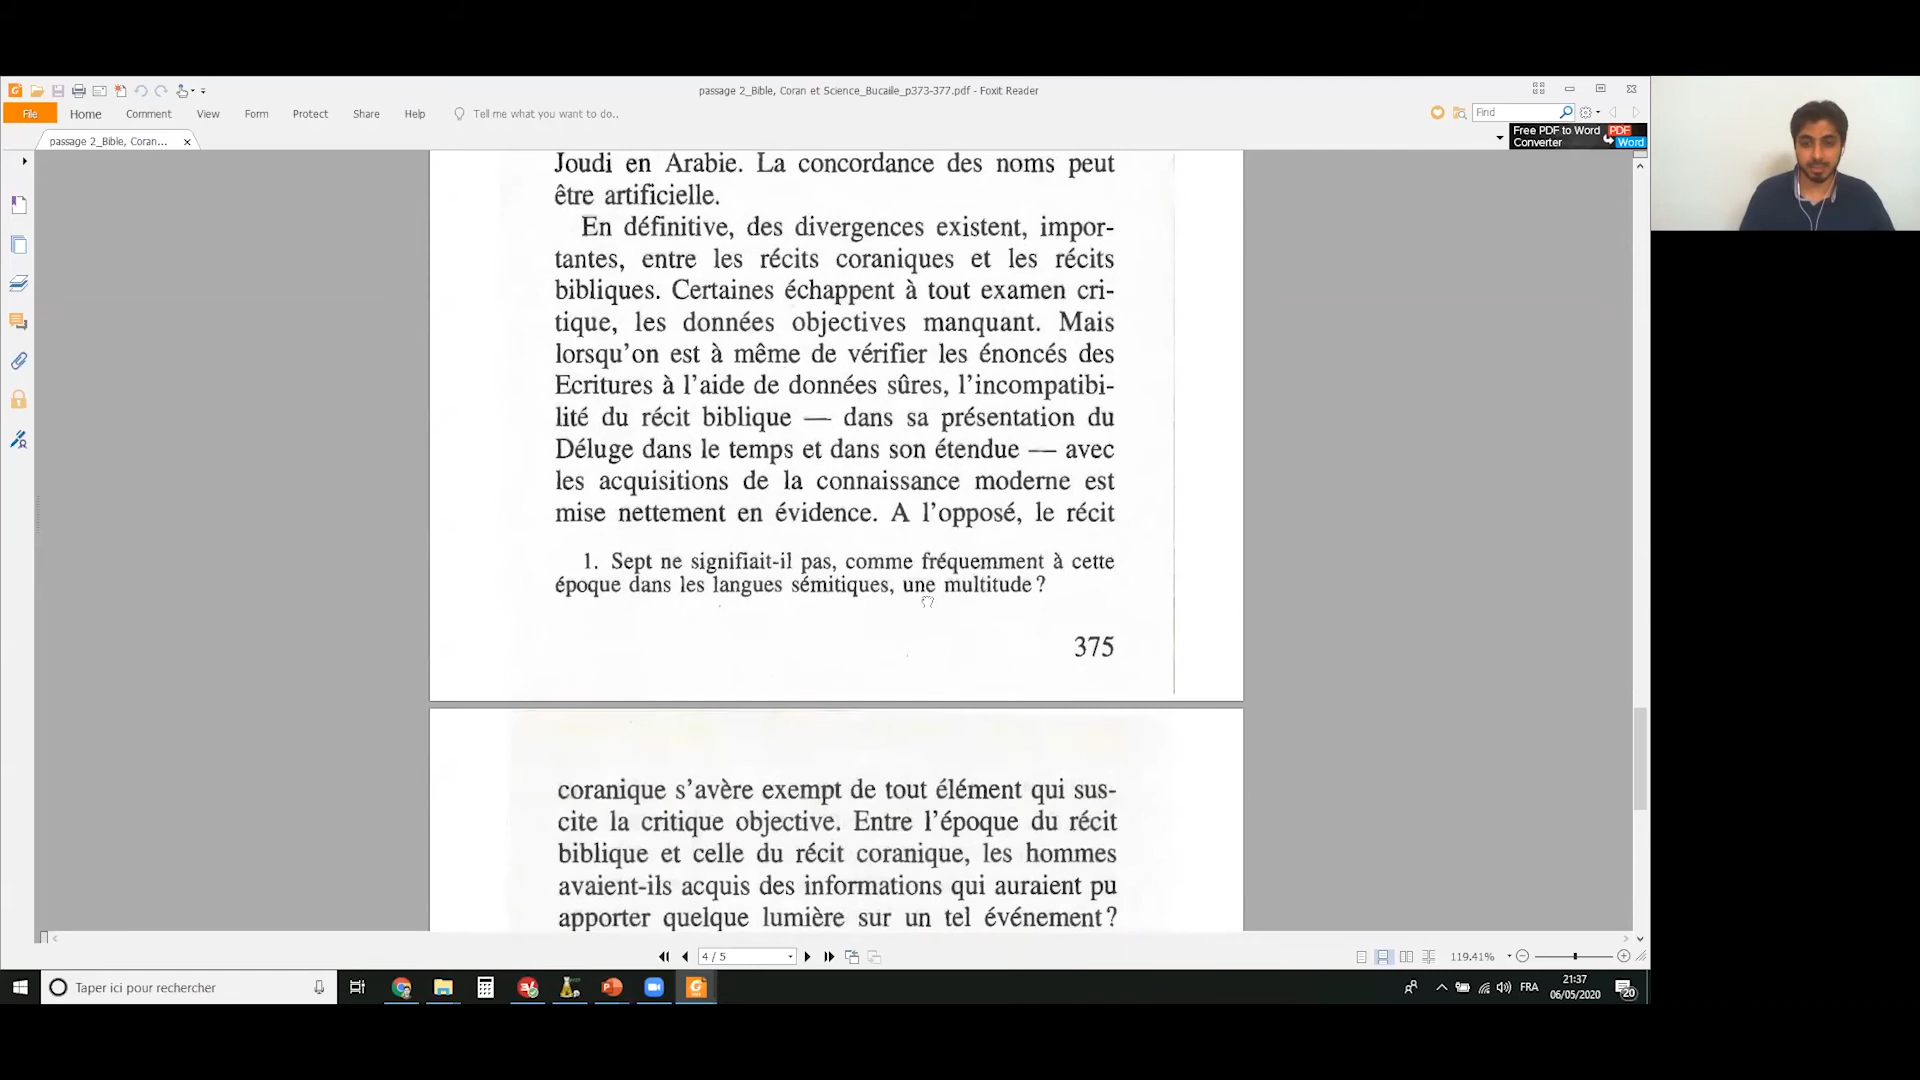 passage 2_Bible, Coran et Science_Bucaile_p373-377.pdf - Foxit Reader
File Home Comment View Form Protect Share Help Tell me what you want to do.. Find
passage 2_Bible, Coran...
Free PDF to Word PDF
Converter Word
Joudi en Arabie. La concordance des noms peut
être artificielle.
En définitive, des divergences existent, impor-
tantes, entre les récits coraniques et les récits
bibliques. Certaines échappent à tout examen cri-
tique, les données objectives manquant. Mais
lorsqu'on est à même de vérifier les énoncés des
Ecritures à l'aide de données sûres, l'incompatibi-
lité du récit biblique — dans sa présentation du
Déluge dans le temps et dans son étendue — avec
les acquisitions de la connaissance moderne est
mise nettement en évidence. A l'opposé, le récit
1. Sept ne signifiait-il pas, comme fréquemment à cette
époque dans les langues sémitiques, une multitude ?
375
coranique s'avère exempt de tout élément qui sus-
cite la critique objective. Entre l'époque du récit
biblique et celle du récit coranique, les hommes
avaient-ils acquis des informations qui auraient pu
apporter quelque lumière sur un tel événement ?
4 / 5 119.41%
Taper ici pour rechercher
FRA
21:37
06/05/2020
20